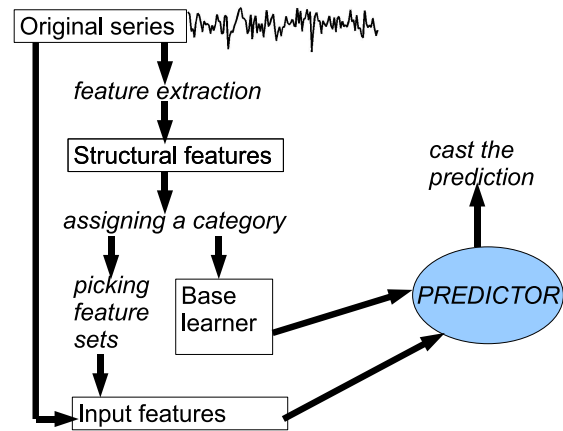 Original series
feature extraction
Structural features
cast the
prediction
assigning a category
picking
feature
sets
Base
learner
PREDICTOR
Input features